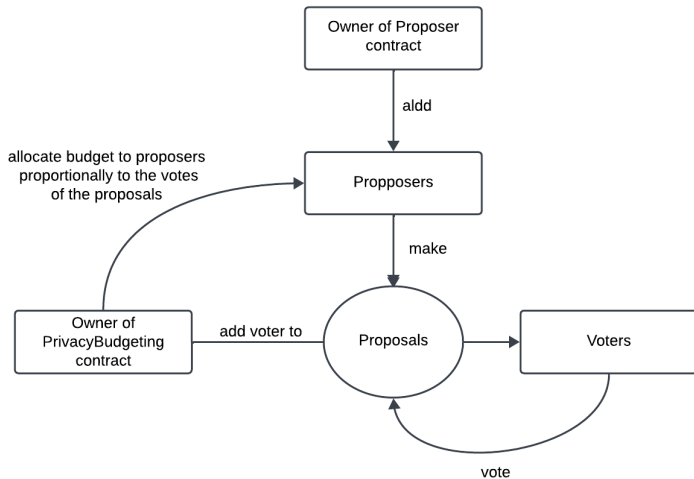 Owner of Proposer
contract
aldd
allocate budget to proposers
proportionally to the votes
of the proposals
Propposers
make
Owner of
PrivacyBudgeting
contract
add voter to
Proposals
Voters
vote